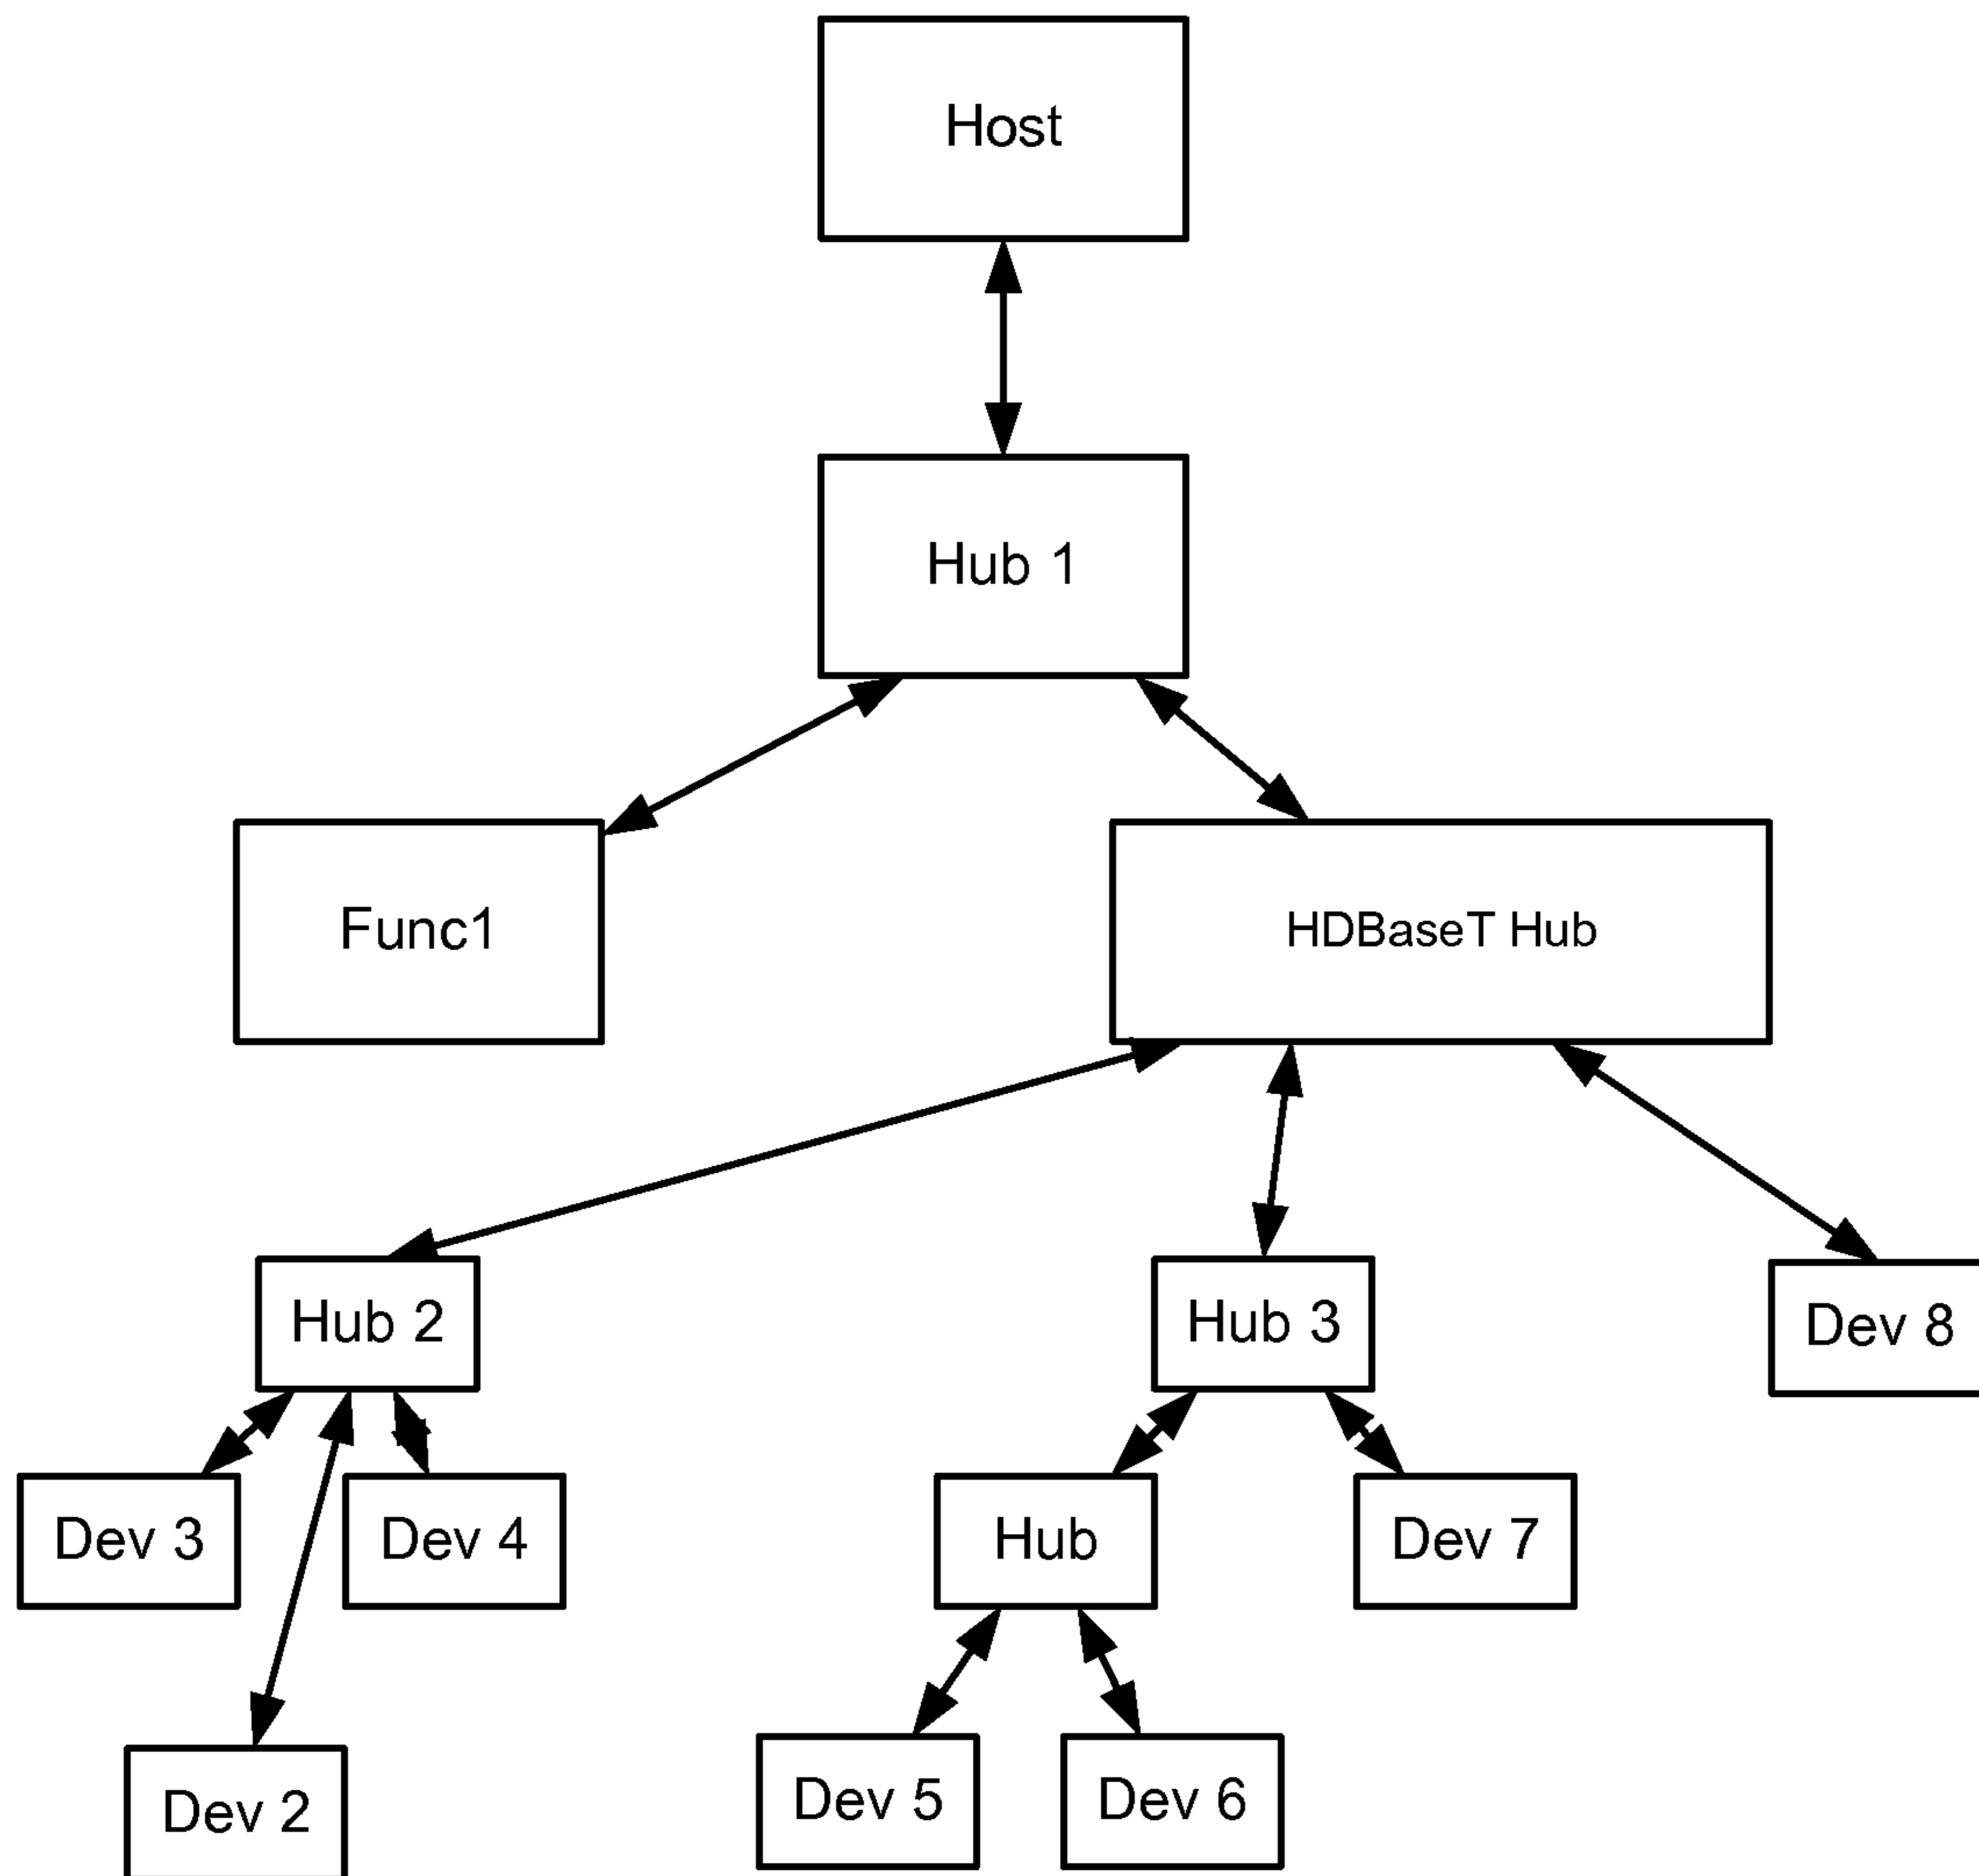 Host
Hub 1
Func1
HDBaseT Hub
Hub 2
Hub 3
Dev 8
Dev 3
Dev 4
Hub
Dev 7
Dev 2
Dev 5
Dev 6